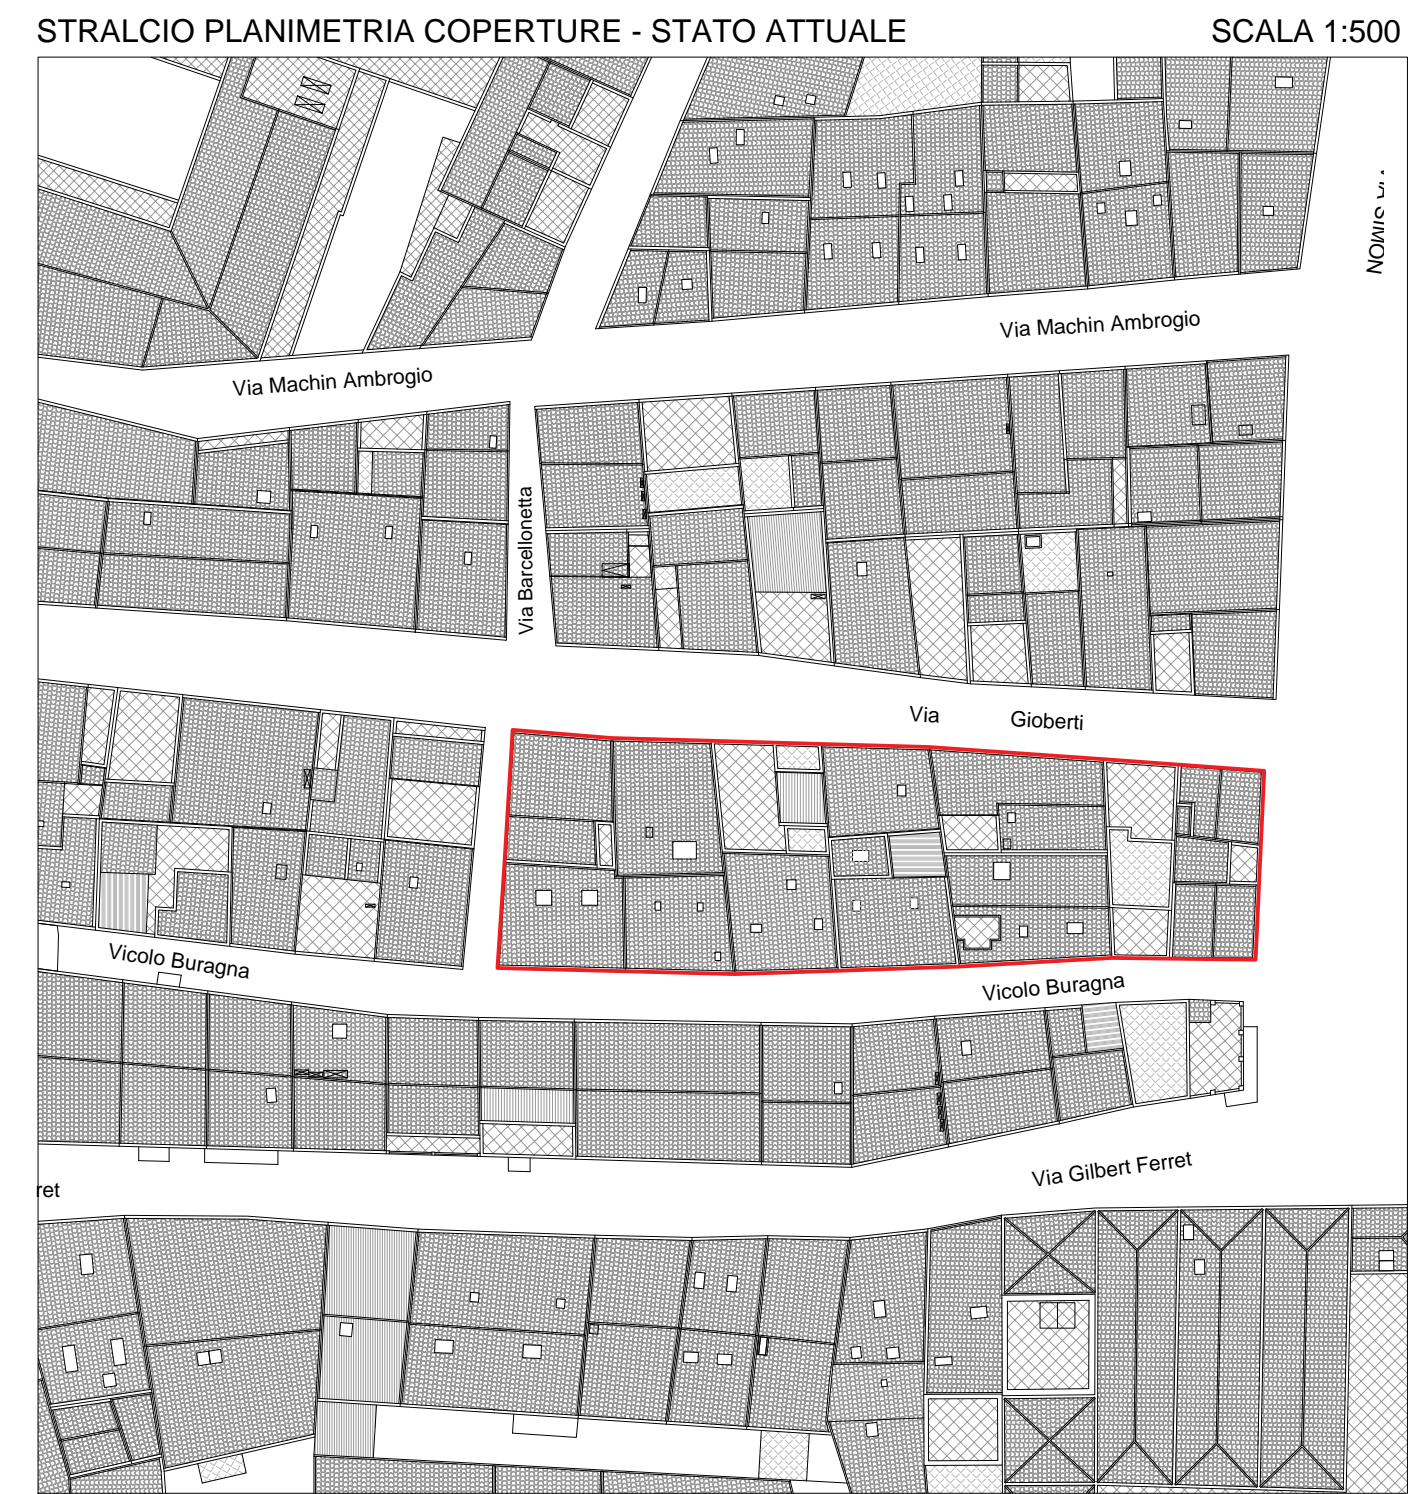 STRALCIO PLANIMETRIA COPERTURE - STATO ATTUALE
SCALA 1:500
SIMON
Via Machin Ambrogio
Via Machin Ambrogio
Via Barcellonetta
Via Gioberti
Vicolo Buragna
Vicolo Buragna
Via Gilbert Ferret
ret